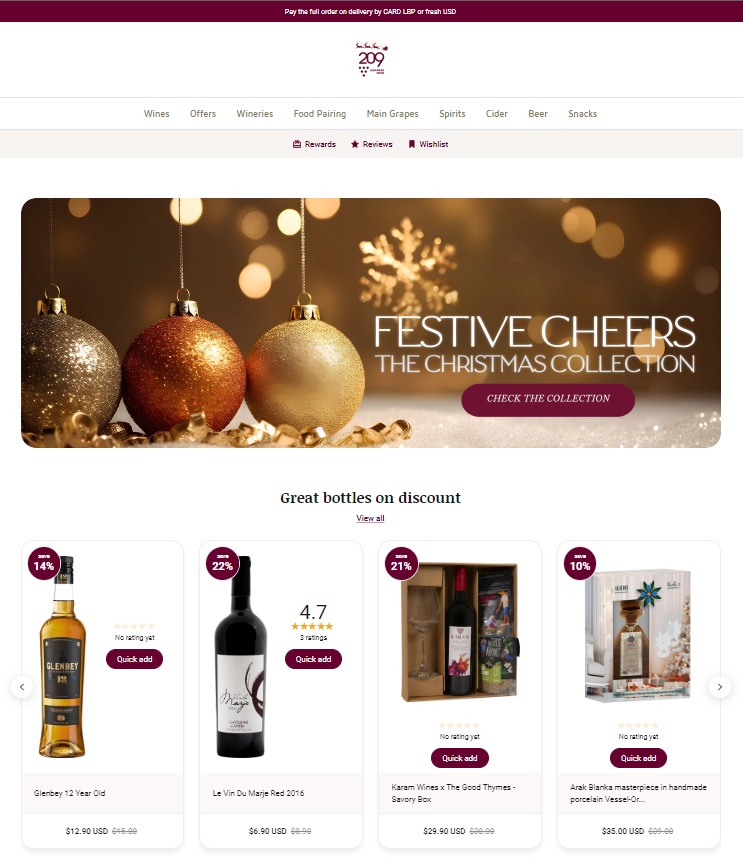 Pay the full order on delivery by CARD LBP or fresh USD
209
Wines Offers Wineries Food Pairing Main Grapes Spirits Cider Beer Snacks
Rewards Reviews Wishlist
FESTIVE CHEERS
THE CHRISTMAS COLLECTION
CHECK THE COLLECTION
Great bottles on discount
View all
SAVE
14%
GLENBEY
12
No rating yet
Quick add
Glenbey 12 Year Old
$12.90 USD $15.00
SAVE
22%
Marje
4.7
3 ratings
Quick add
Le Vin Du Marje Red 2016
$6.90 USD $8.90
SAVE
21%
KARAM
No rating yet
Quick add
Karam Wines x The Good Thymes -
Savory Box
$29.90 USD $38.00
SAVE
10%
No rating yet
Quick add
Arak Blanka masterpiece in handmade
porcelain Vessel-Or...
$35.00 USD $39.00